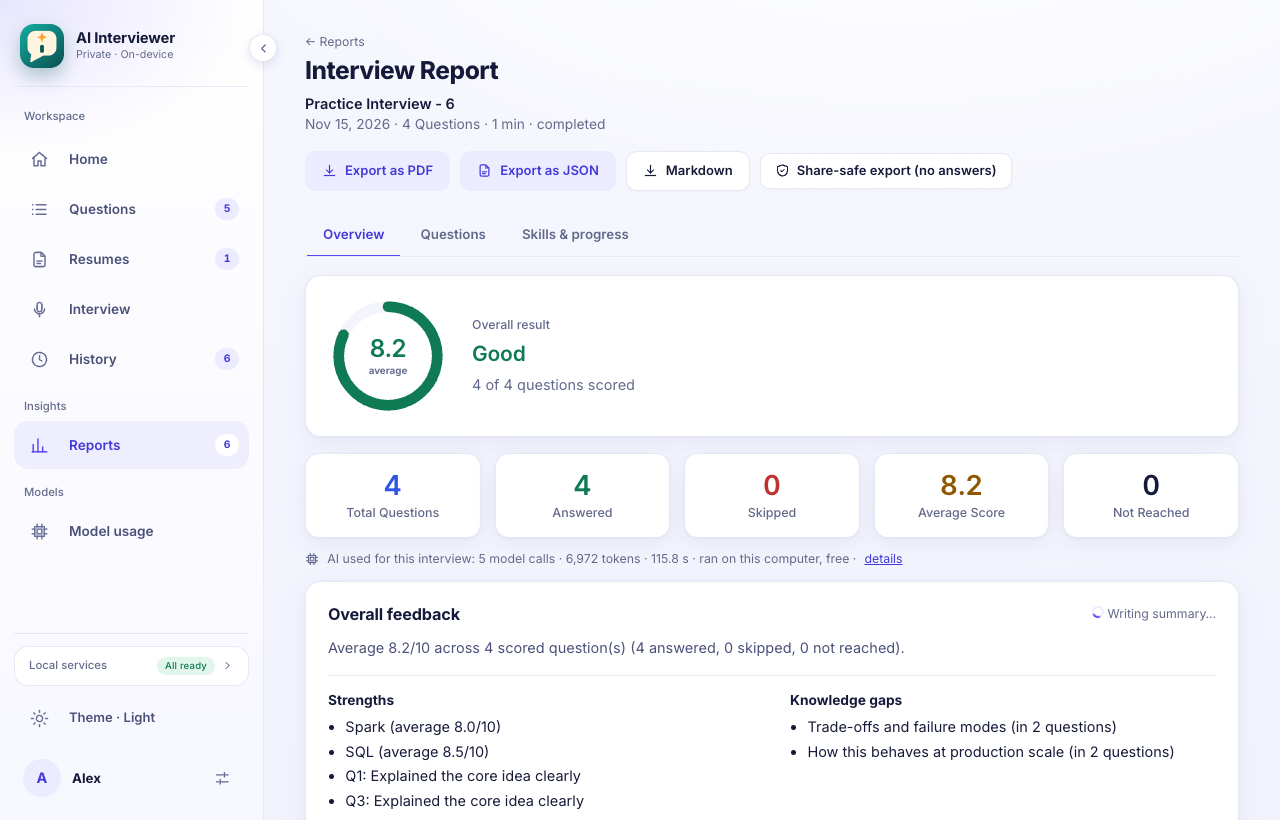 AI Interviewer
Private · On-device
Workspace
Home
Questions 5
Resumes 1
Interview
History 6
Insights
Reports 6
Models
Model usage
Local services All ready
Theme · Light
A Alex
← Reports
Interview Report
Practice Interview - 6
Nov 15, 2026 · 4 Questions · 1 min · completed
Export as PDF Export as JSON Markdown Share-safe export (no answers)
Overview Questions Skills & progress
8.2
average
Overall result
Good
4 of 4 questions scored
4 4 0 8.2 0
Total Questions Answered Skipped Average Score Not Reached
AI used for this interview: 5 model calls · 6,972 tokens · 115.8 s · ran on this computer, free · details
Overall feedback Writing summary...
Average 8.2/10 across 4 scored question(s) (4 answered, 0 skipped, 0 not reached).
Strengths
• Spark (average 8.0/10)
• SQL (average 8.5/10)
• Q1: Explained the core idea clearly
• Q3: Explained the core idea clearly
Knowledge gaps
• Trade-offs and failure modes (in 2 questions)
• How this behaves at production scale (in 2 questions)